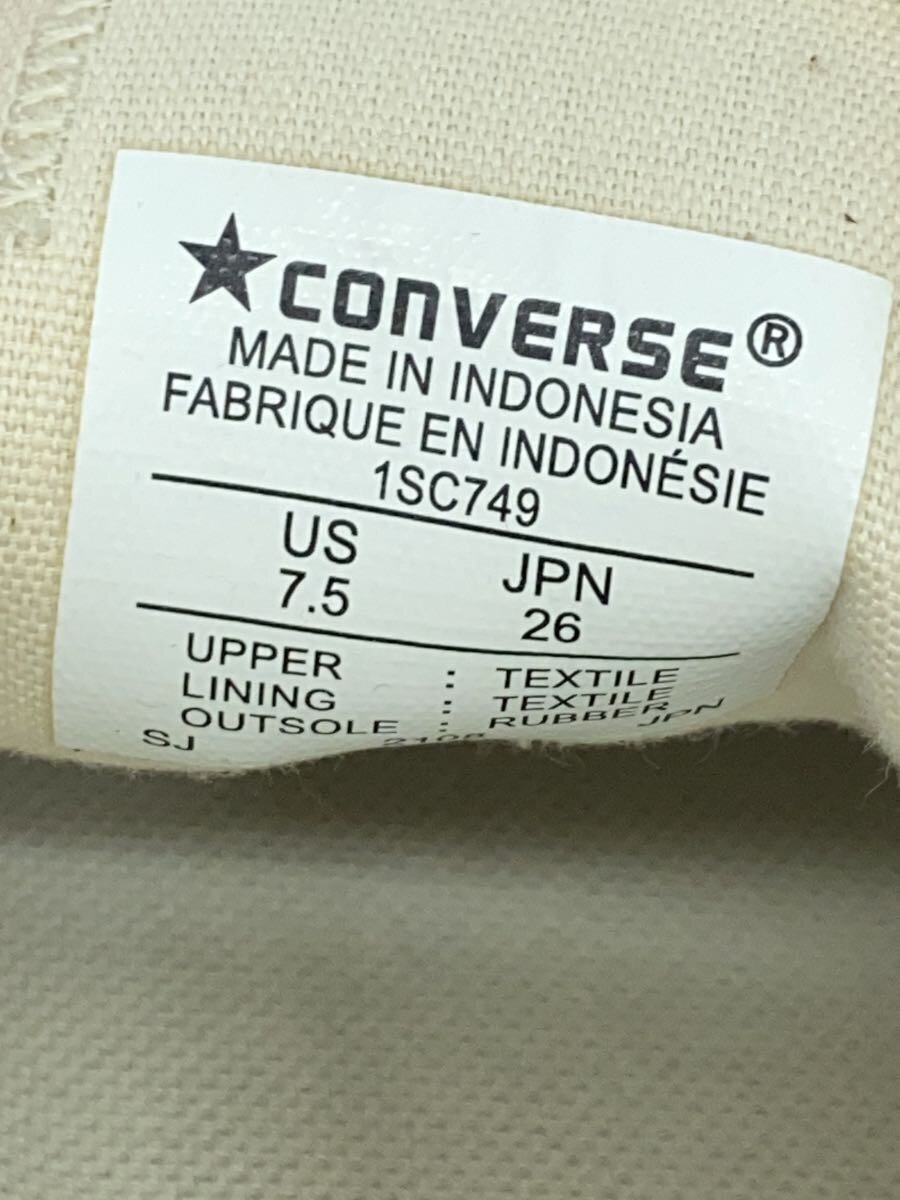 ★CONVERSE®
MADE IN INDONESIA
FABRIQUE EN INDONÉSIE
1SC749
US JPN
7.5 26
UPPER : TEXTILE
LINING : TEXTILE
OUTSOLE : RUBBER
SJ JPN